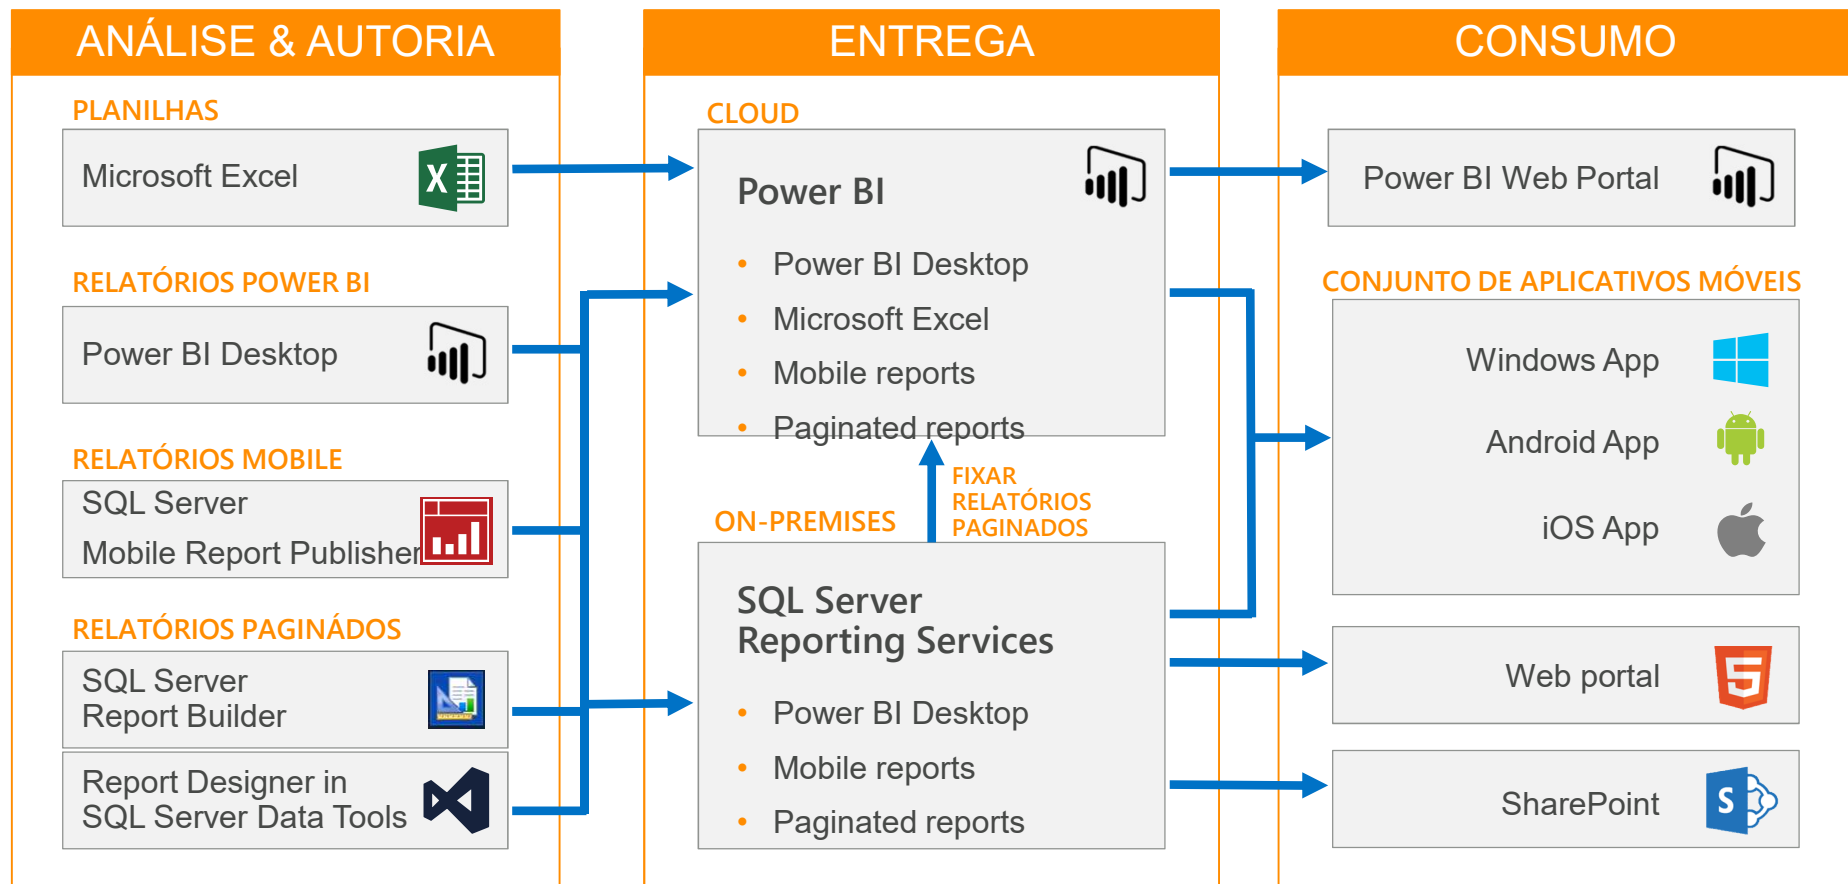 ANÁLISE & AUTORIA
PLANILHAS
Microsoft Excel
RELATÓRIOS POWER BI
Power BI Desktop
RELATÓRIOS MOBILE
SQL Server
Mobile Report Publisher
RELATÓRIOS PAGINÁDOS
SQL Server
Report Builder
Report Designer in
SQL Server Data Tools
ENTREGA
CLOUD
Power BI
• Power BI Desktop
• Microsoft Excel
• Mobile reports
• Paginated reports
FIXAR
RELATÓRIOS
PAGINADOS
ON-PREMISES
SQL Server
Reporting Services
• Power BI Desktop
• Mobile reports
• Paginated reports
CONSUMO
Power BI Web Portal
CONJUNTO DE APLICATIVOS MÓVEIS
Windows App
Android App
iOS App
Web portal
SharePoint